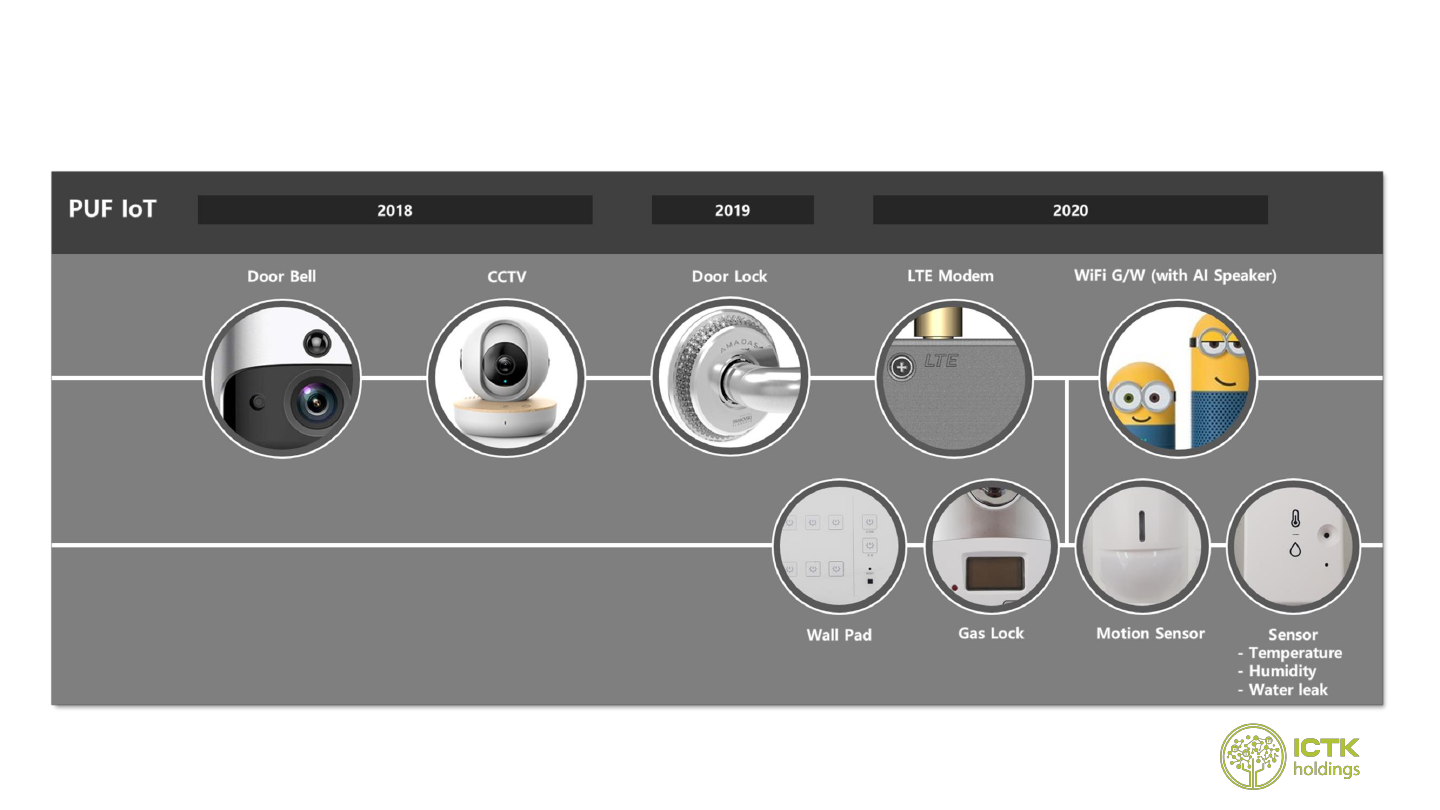 PUF IoT
2018
2019
2020
Door Bell
CCTV
Door Lock
LTE Modem
WiFi G/W (with AI Speaker)
AMADAS
LTE
Wall Pad
Gas Lock
Motion Sensor
Sensor
- Temperature
- Humidity
- Water leak
ICTK
holdings